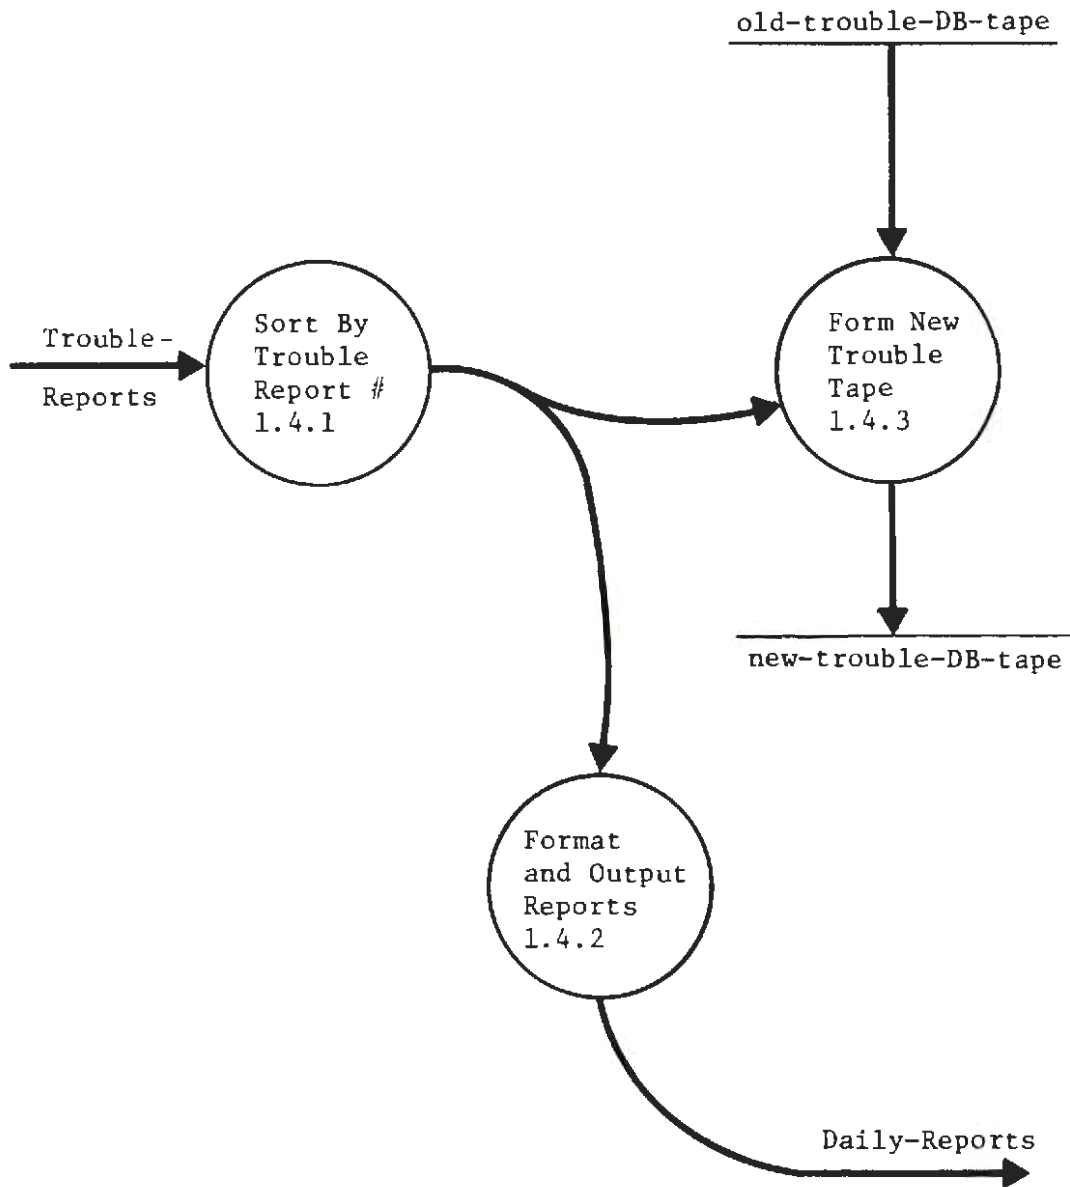 old-trouble-DB-tape
Trouble-
Reports
Sort By
Trouble
Report #
1.4.1
Form New
Trouble
Tape
1.4.3
new-trouble-DB-tape
Format
and Output
Reports
1.4.2
Daily-Reports